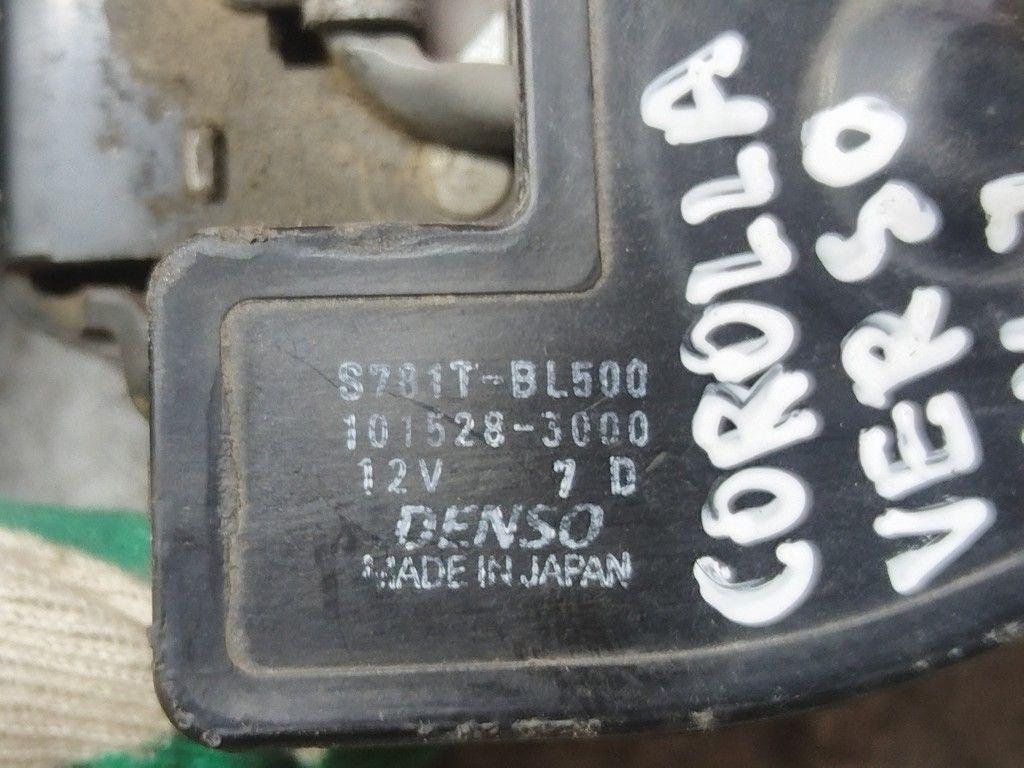 S781T-BL500
101528-3000
12V 7 D
DENSO
MADE IN JAPAN
COROLLA
VERSO